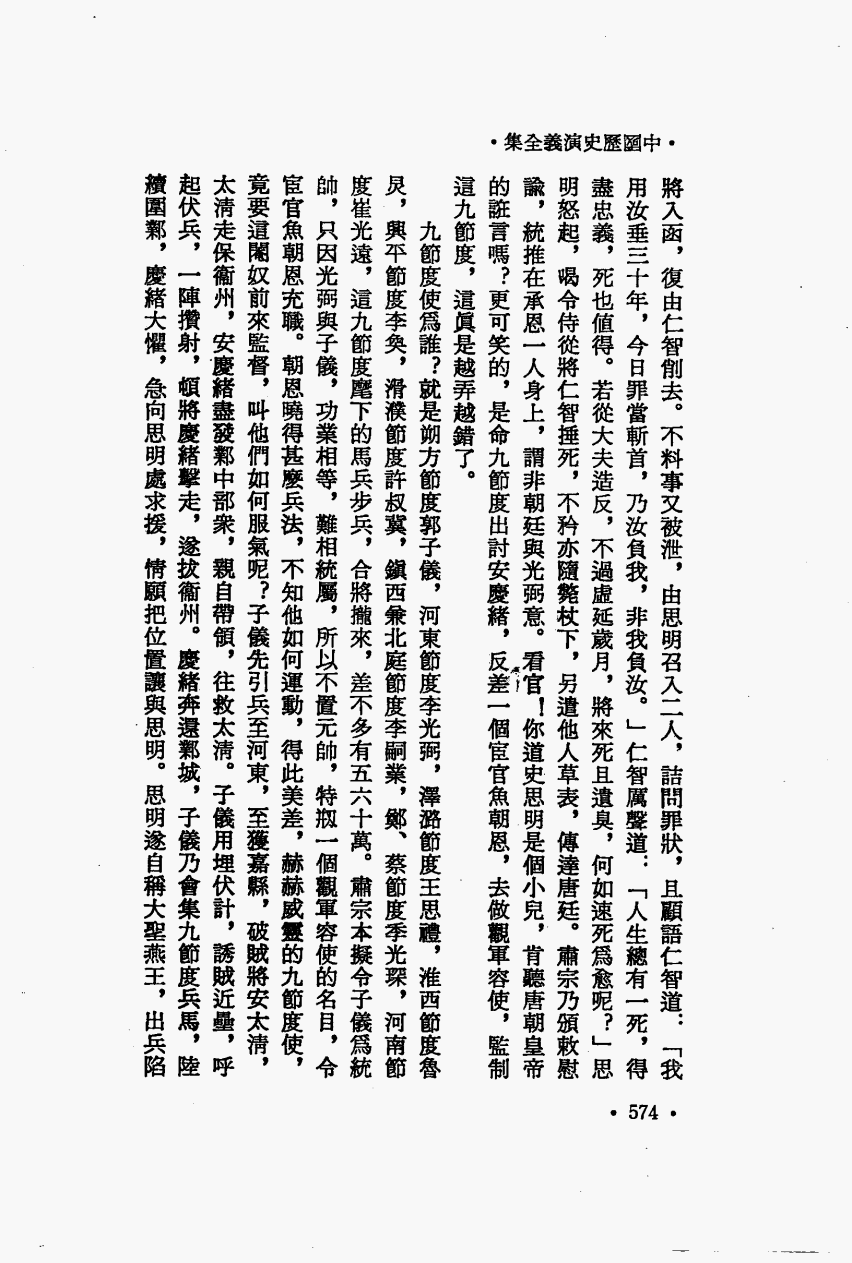 •中國歷史演義全集•
將入函，復由仁智削去。不料事又被泄，由思明召入二人，詰問罪狀，且顧語仁智道：「我
用汝垂三十年，今日罪當斬首，乃汝負我，非我負汝。」仁智厲聲道：「人生總有一死，得
盡忠義，死也值得。若從大夫造反，不過虛延歲月，將來死且遺臭，何如速死爲愈呢？」思
明怒起，喝令侍從將仁智捶死，不矜亦隨斃杖下，另遣他人草表，傳達唐廷。肅宗乃頒敕慰
諭，統推在承恩一人身上，謂非朝廷與光弼意。看官！你道史思明是個小兒，肯聽唐朝皇帝
的誑言嗎？更可笑的，是命九節度出討安慶緒，反差一個宦官魚朝恩，去做觀軍容使，監制
這九節度，這眞是越弄越錯了。
九節度使爲誰？就是朔方節度郭子儀，河東節度李光弼，澤潞節度王思禮，淮西節度魯
炅，興平節度李奐，滑濮節度許叔冀，鎭西兼北庭節度李嗣業，鄭、蔡節度季光琛，河南節
度崔光遠，這九節度麾下的馬兵步兵，合將攏來，差不多有五六十萬。肅宗本擬令子儀爲統
帥，只因光弼與子儀，功業相等，難相統屬，所以不置元帥，特刱一個觀軍容使的名目，令
宦官魚朝恩充職。朝恩曉得甚麼兵法，不知他如何運動，得此美差，赫赫威靈的九節度使，
竟要這閹奴前來監督，叫他們如何服氣呢？子儀先引兵至河東，至獲嘉縣，破賊將安太清，
太清走保衞州，安慶緒盡發鄴中部衆，親自帶領，往救太清。子儀用埋伏計，誘賊近壘，呼
起伏兵，一陣攢射，頓將慶緒擊走，遂拔衞州。慶緒奔還鄴城，子儀乃會集九節度兵馬，陸
續圍鄴，慶緒大懼，急向思明處求援，情願把位置讓與思明。思明遂自稱大聖燕王，出兵陷
• 574 •